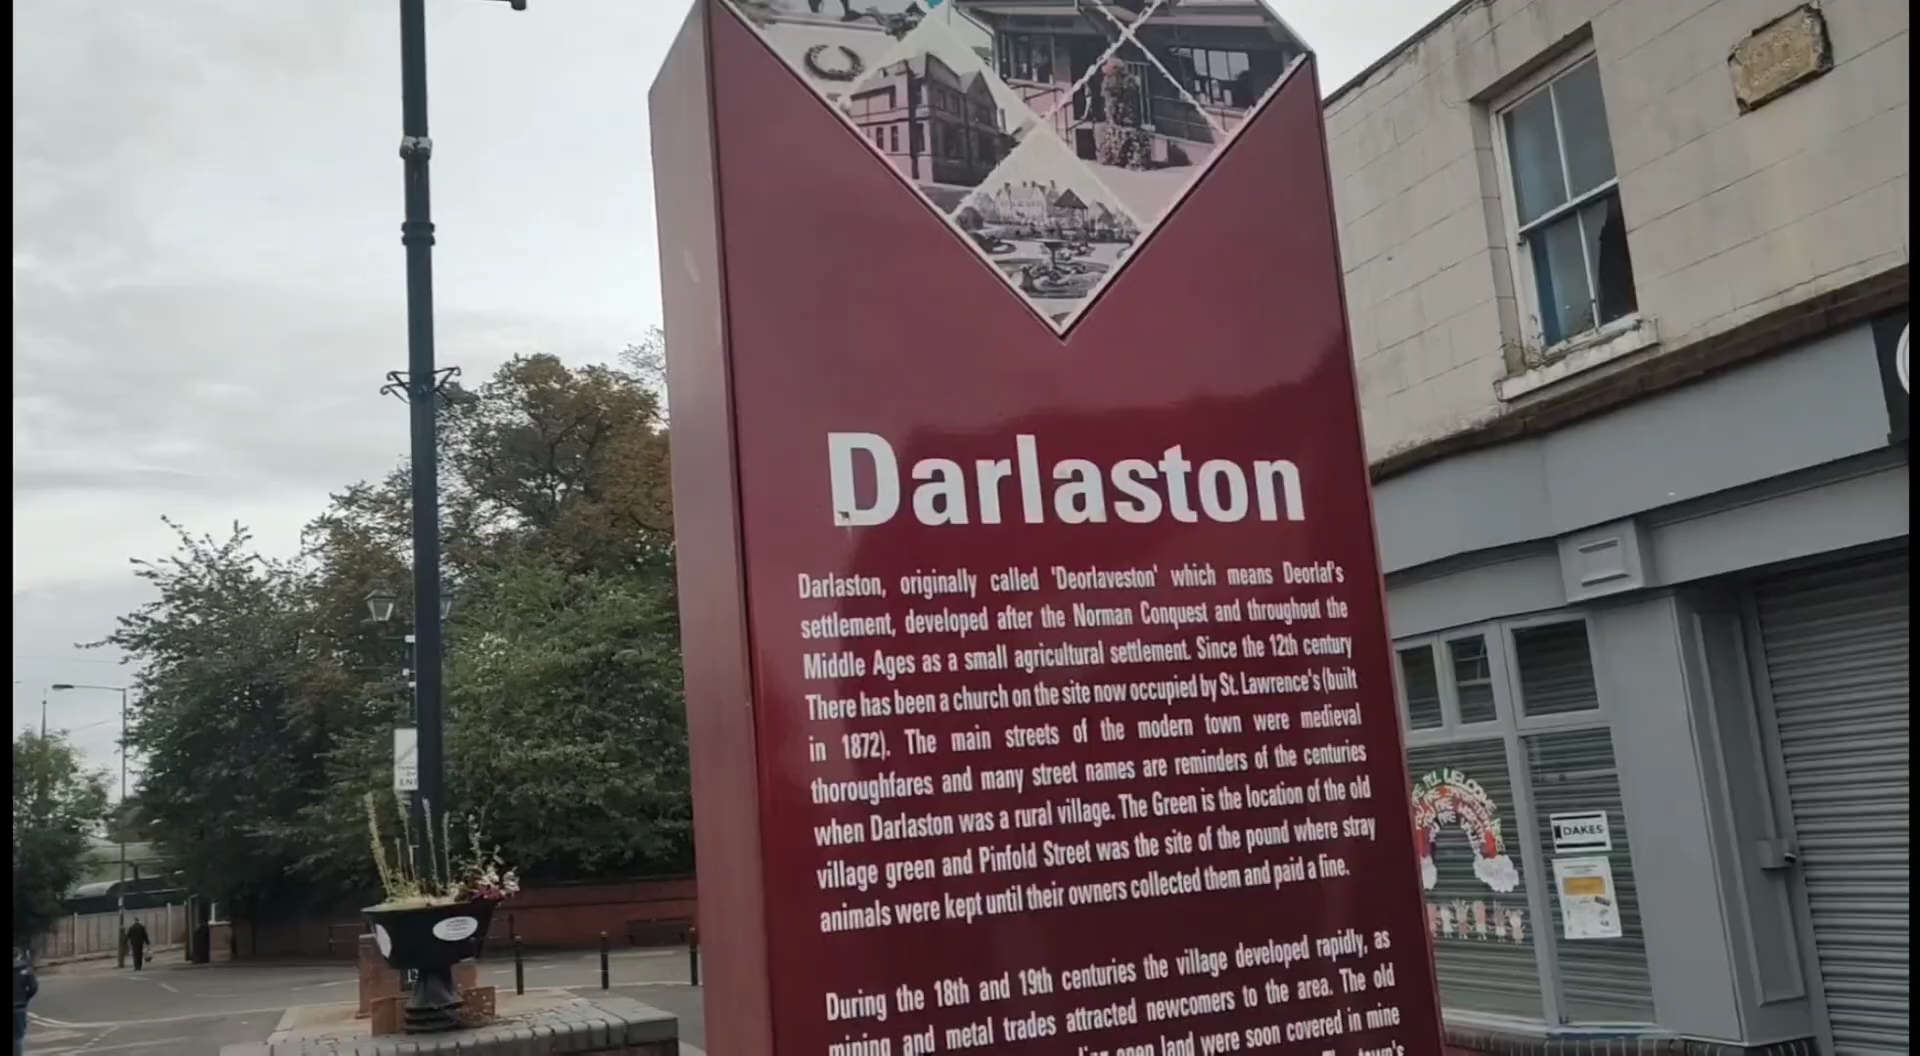 Darlaston
Darlaston, originally called 'Deorlaveston' which means Deorlaf's
settlement, developed after the Norman Conquest and throughout the
Middle Ages as a small agricultural settlement. Since the 12th century
There has been a church on the site now occupied by St. Lawrence's (built
in 1872). The main streets of the modern town were medieval
thoroughfares and many street names are reminders of the centuries
when Darlaston was a rural village. The Green is the location of the old
village green and Pinfold Street was the site of the pound where stray
animals were kept until their owners collected them and paid a fine.
During the 18th and 19th centuries the village developed rapidly, as
mining and metal trades attracted newcomers to the area. The old
open land were soon covered in mine
The town's
WELCOME
OAKES